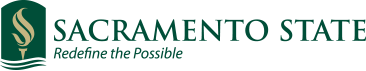 SACRAMENTO STATE
Redefine the Possible